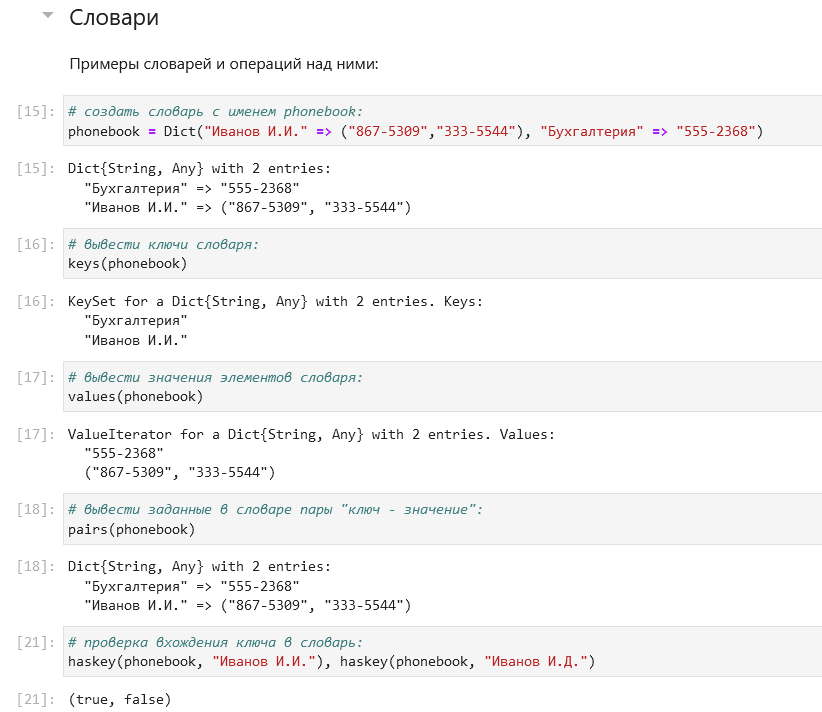 Словари
Примеры словарей и операций над ними:
[15]: # создать словарь с именем phonebook:
phonebook = Dict("Иванов И.И." => ("867-5309","333-5544"), "Бухгалтерия" => "555-2368")
[15]: Dict{String, Any} with 2 entries:
"Бухгалтерия" => "555-2368"
"Иванов И.И." => ("867-5309", "333-5544")
[16]: # вывести ключи словаря:
keys(phonebook)
[16]: KeySet for a Dict{String, Any} with 2 entries. Keys:
"Бухгалтерия"
"Иванов И.И."
[17]: # вывести значения элементов словаря:
values(phonebook)
[17]: ValueIterator for a Dict{String, Any} with 2 entries. Values:
"555-2368"
("867-5309", "333-5544")
[18]: # вывести заданные в словаре пары "ключ - значение":
pairs(phonebook)
[18]: Dict{String, Any} with 2 entries:
"Бухгалтерия" => "555-2368"
"Иванов И.И." => ("867-5309", "333-5544")
[21]: # проверка вхождения ключа в словарь:
haskey(phonebook, "Иванов И.И."), haskey(phonebook, "Иванов И.Д.")
[21]: (true, false)